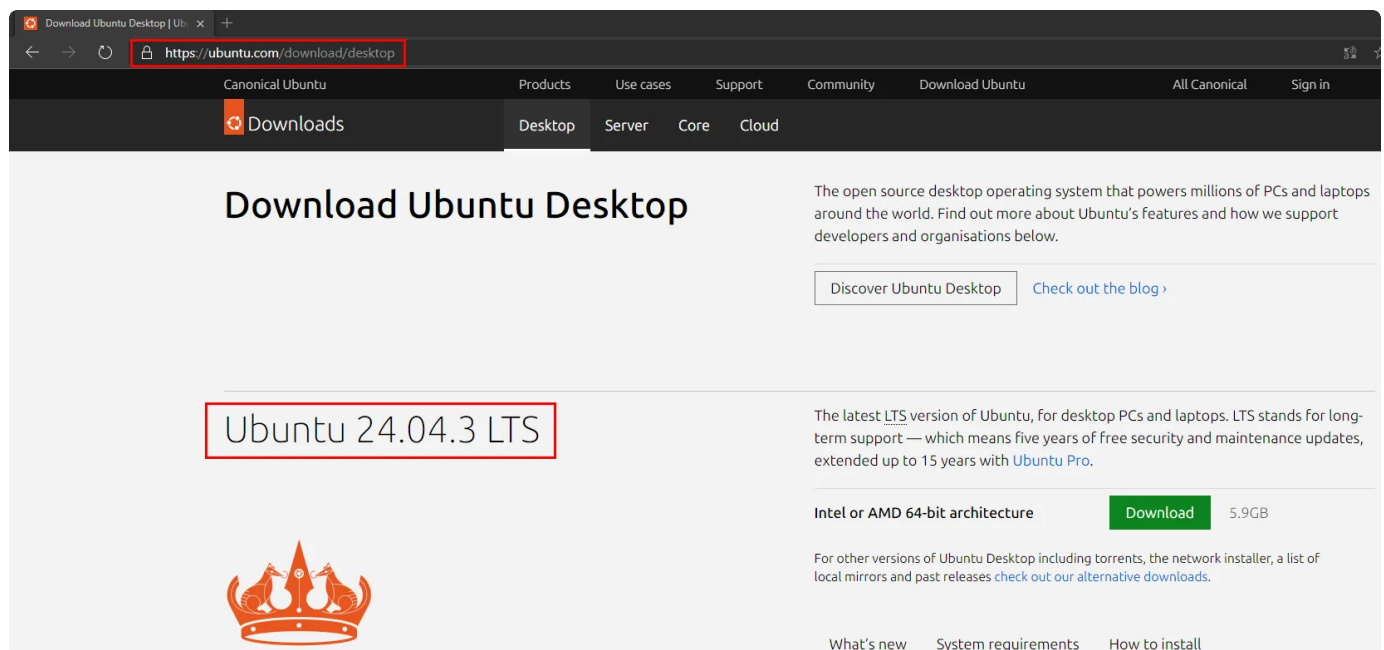 Download Ubuntu Desktop | Ub
https://ubuntu.com/download/desktop
Canonical Ubuntu Products Use cases Support Community Download Ubuntu All Canonical Sign in
Downloads Desktop Server Core Cloud
Download Ubuntu Desktop
The open source desktop operating system that powers millions of PCs and laptops
around the world. Find out more about Ubuntu's features and how we support
developers and organisations below.
Discover Ubuntu Desktop Check out the blog ›
Ubuntu 24.04.3 LTS
The latest LTS version of Ubuntu, for desktop PCs and laptops. LTS stands for long-
term support — which means five years of free security and maintenance updates,
extended up to 15 years with Ubuntu Pro.
Intel or AMD 64-bit architecture Download 5.9GB
For other versions of Ubuntu Desktop including torrents, the network installer, a list of
local mirrors and past releases check out our alternative downloads.
What's new System requirements How to install